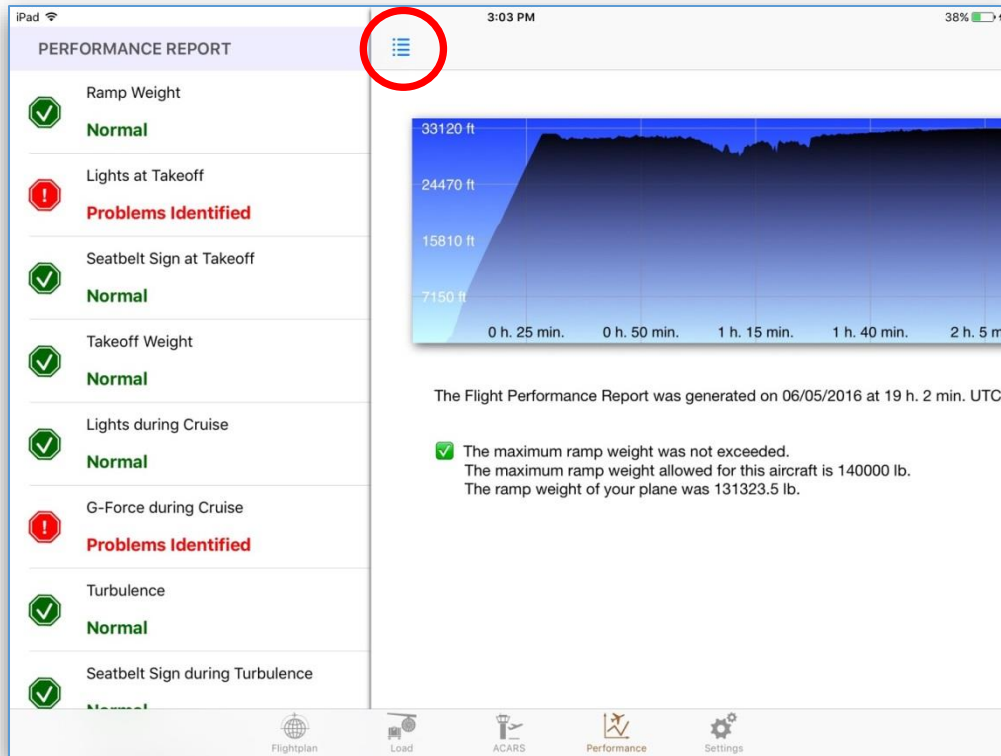 iPad 3:03 PM 38%
PERFORMANCE REPORT
Ramp Weight
Normal
Lights at Takeoff
Problems Identified
Seatbelt Sign at Takeoff
Normal
Takeoff Weight
Normal
Lights during Cruise
Normal
G-Force during Cruise
Problems Identified
Turbulence
Normal
Seatbelt Sign during Turbulence
Normal
33120 ft
24470 ft
15810 ft
7150 ft
0 h. 25 min. 0 h. 50 min. 1 h. 15 min. 1 h. 40 min. 2 h. 5 m
The Flight Performance Report was generated on 06/05/2016 at 19 h. 2 min. UTC
The maximum ramp weight was not exceeded.
The maximum ramp weight allowed for this aircraft is 140000 lb.
The ramp weight of your plane was 131323.5 lb.
Flightplan Load ACARS Performance Settings